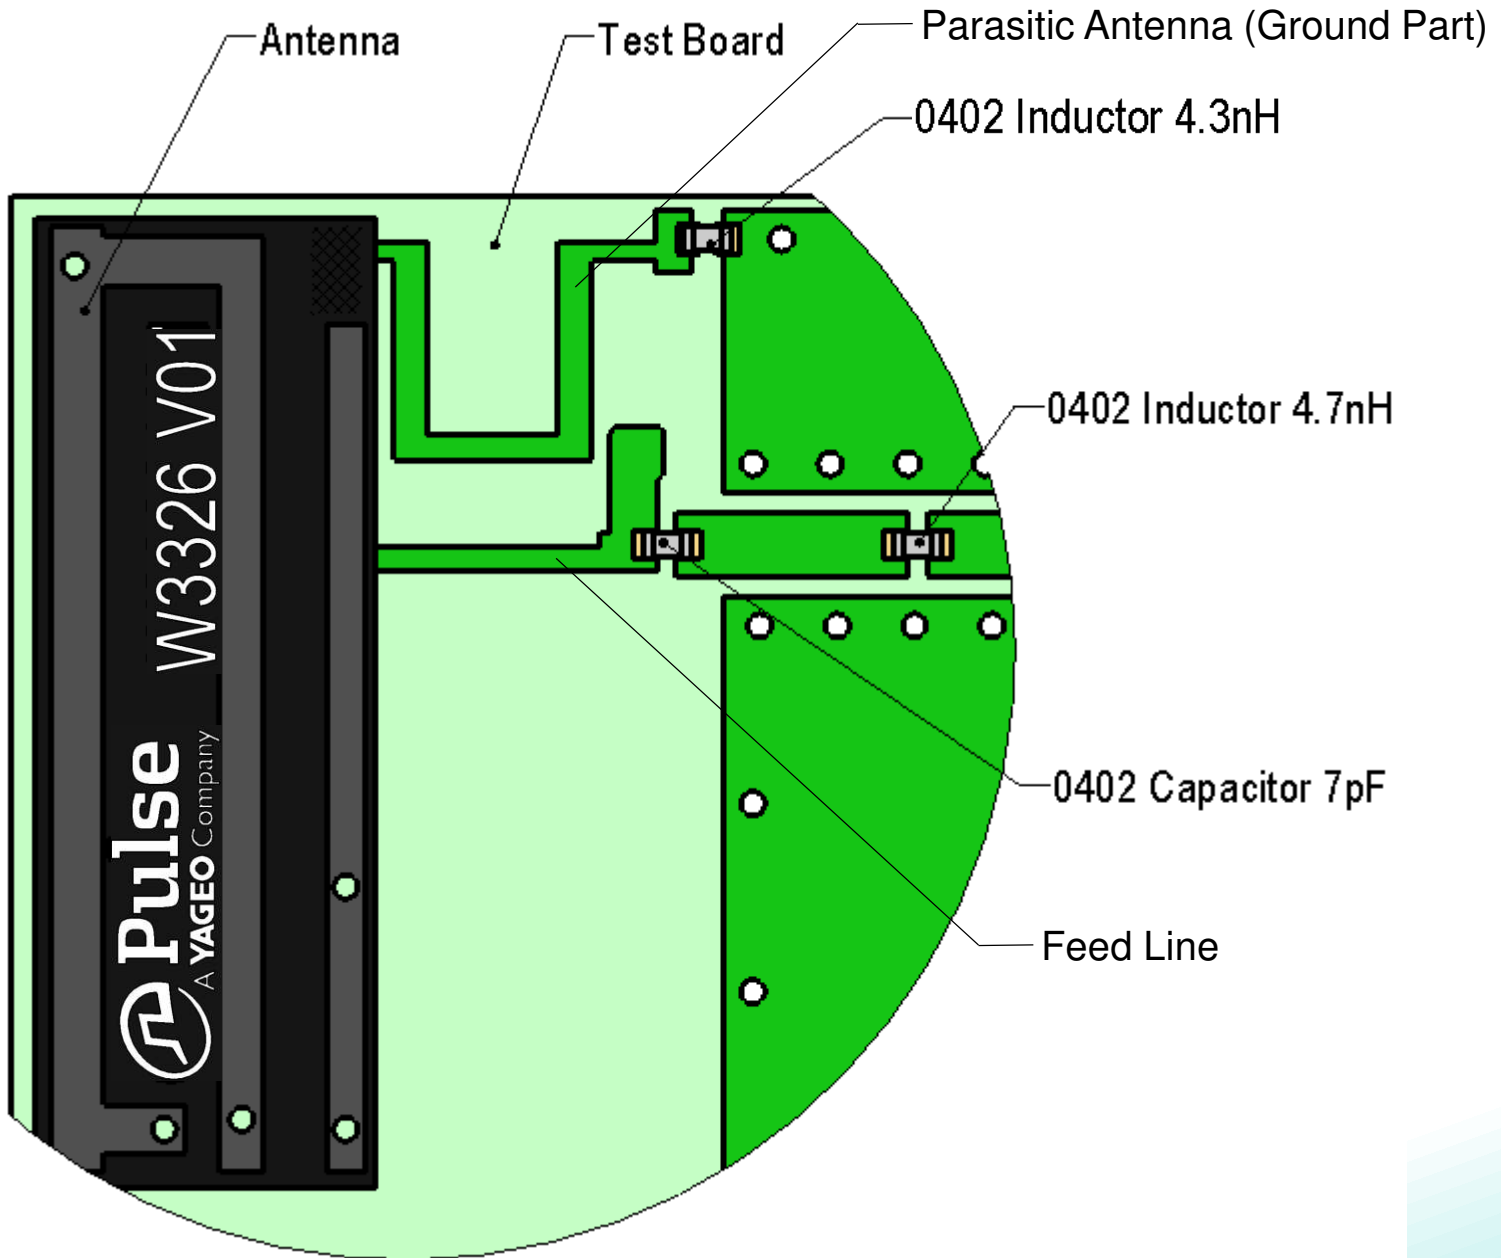 Antenna
Test Board
Parasitic Antenna (Ground Part)
0402 Inductor 4.3nH
0402 Inductor 4.7nH
W3326 V01
Pulse
A YAGEO Company
0402 Capacitor 7pF
Feed Line